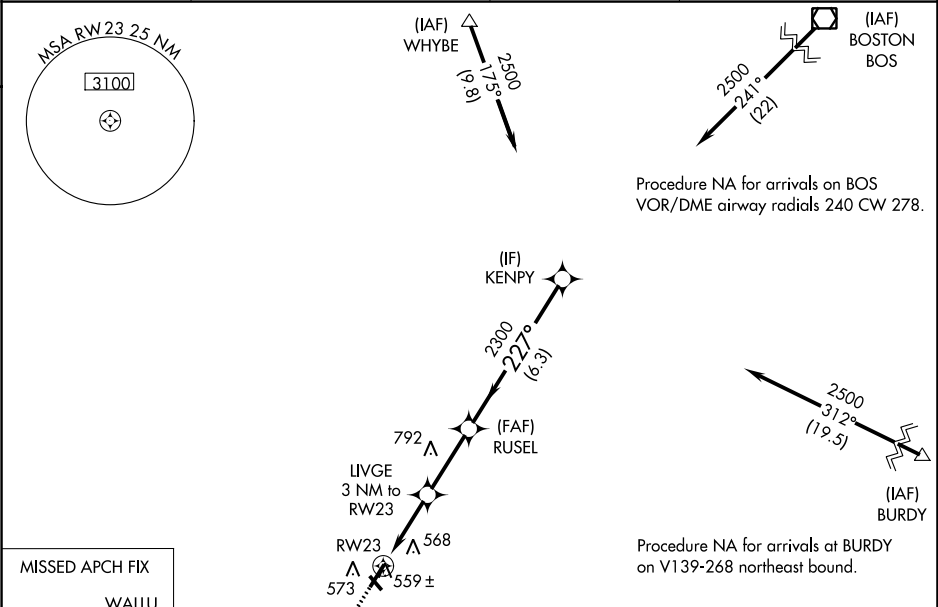 MSA RW23 25 NM
3100
(IAF)
WHYBE
2500
175°
(9.8)
(IAF)
BOSTON
BOS
2500
241°
(22)
Procedure NA for arrivals on BOS
VOR/DME airway radials 240 CW 278.
(IF)
KENPY
2300
227°
(6.3)
2500
312°
(19.5)
(IAF)
BURDY
Procedure NA for arrivals at BURDY
on V139-268 northeast bound.
(FAF)
RUSEL
792
LIVGE
3 NM to
RW23
568
RW23
573
559 ±
MISSED APCH FIX
WALLU